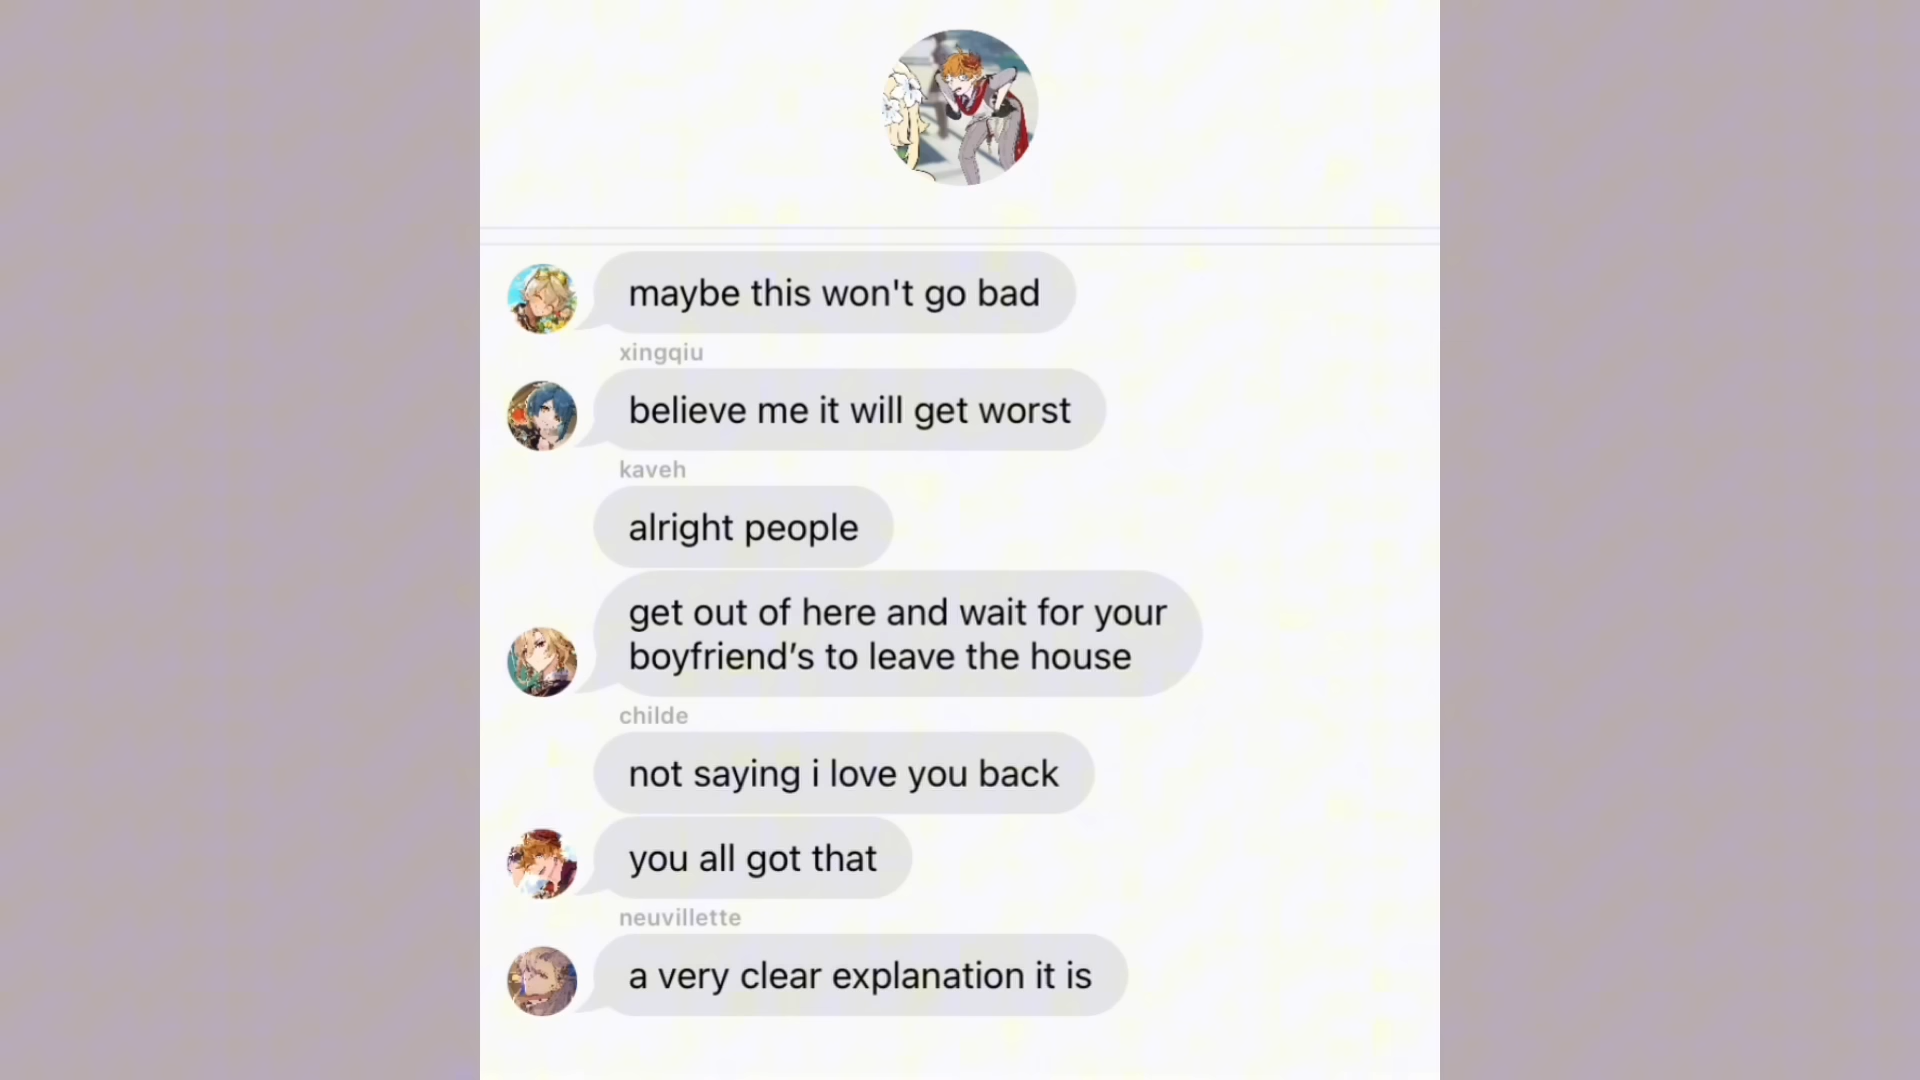 maybe this won't go bad
xingqiu
believe me it will get worst
kaveh
alright people
get out of here and wait for your
boyfriend’s to leave the house
childe
not saying i love you back
you all got that
neuvillette
a very clear explanation it is